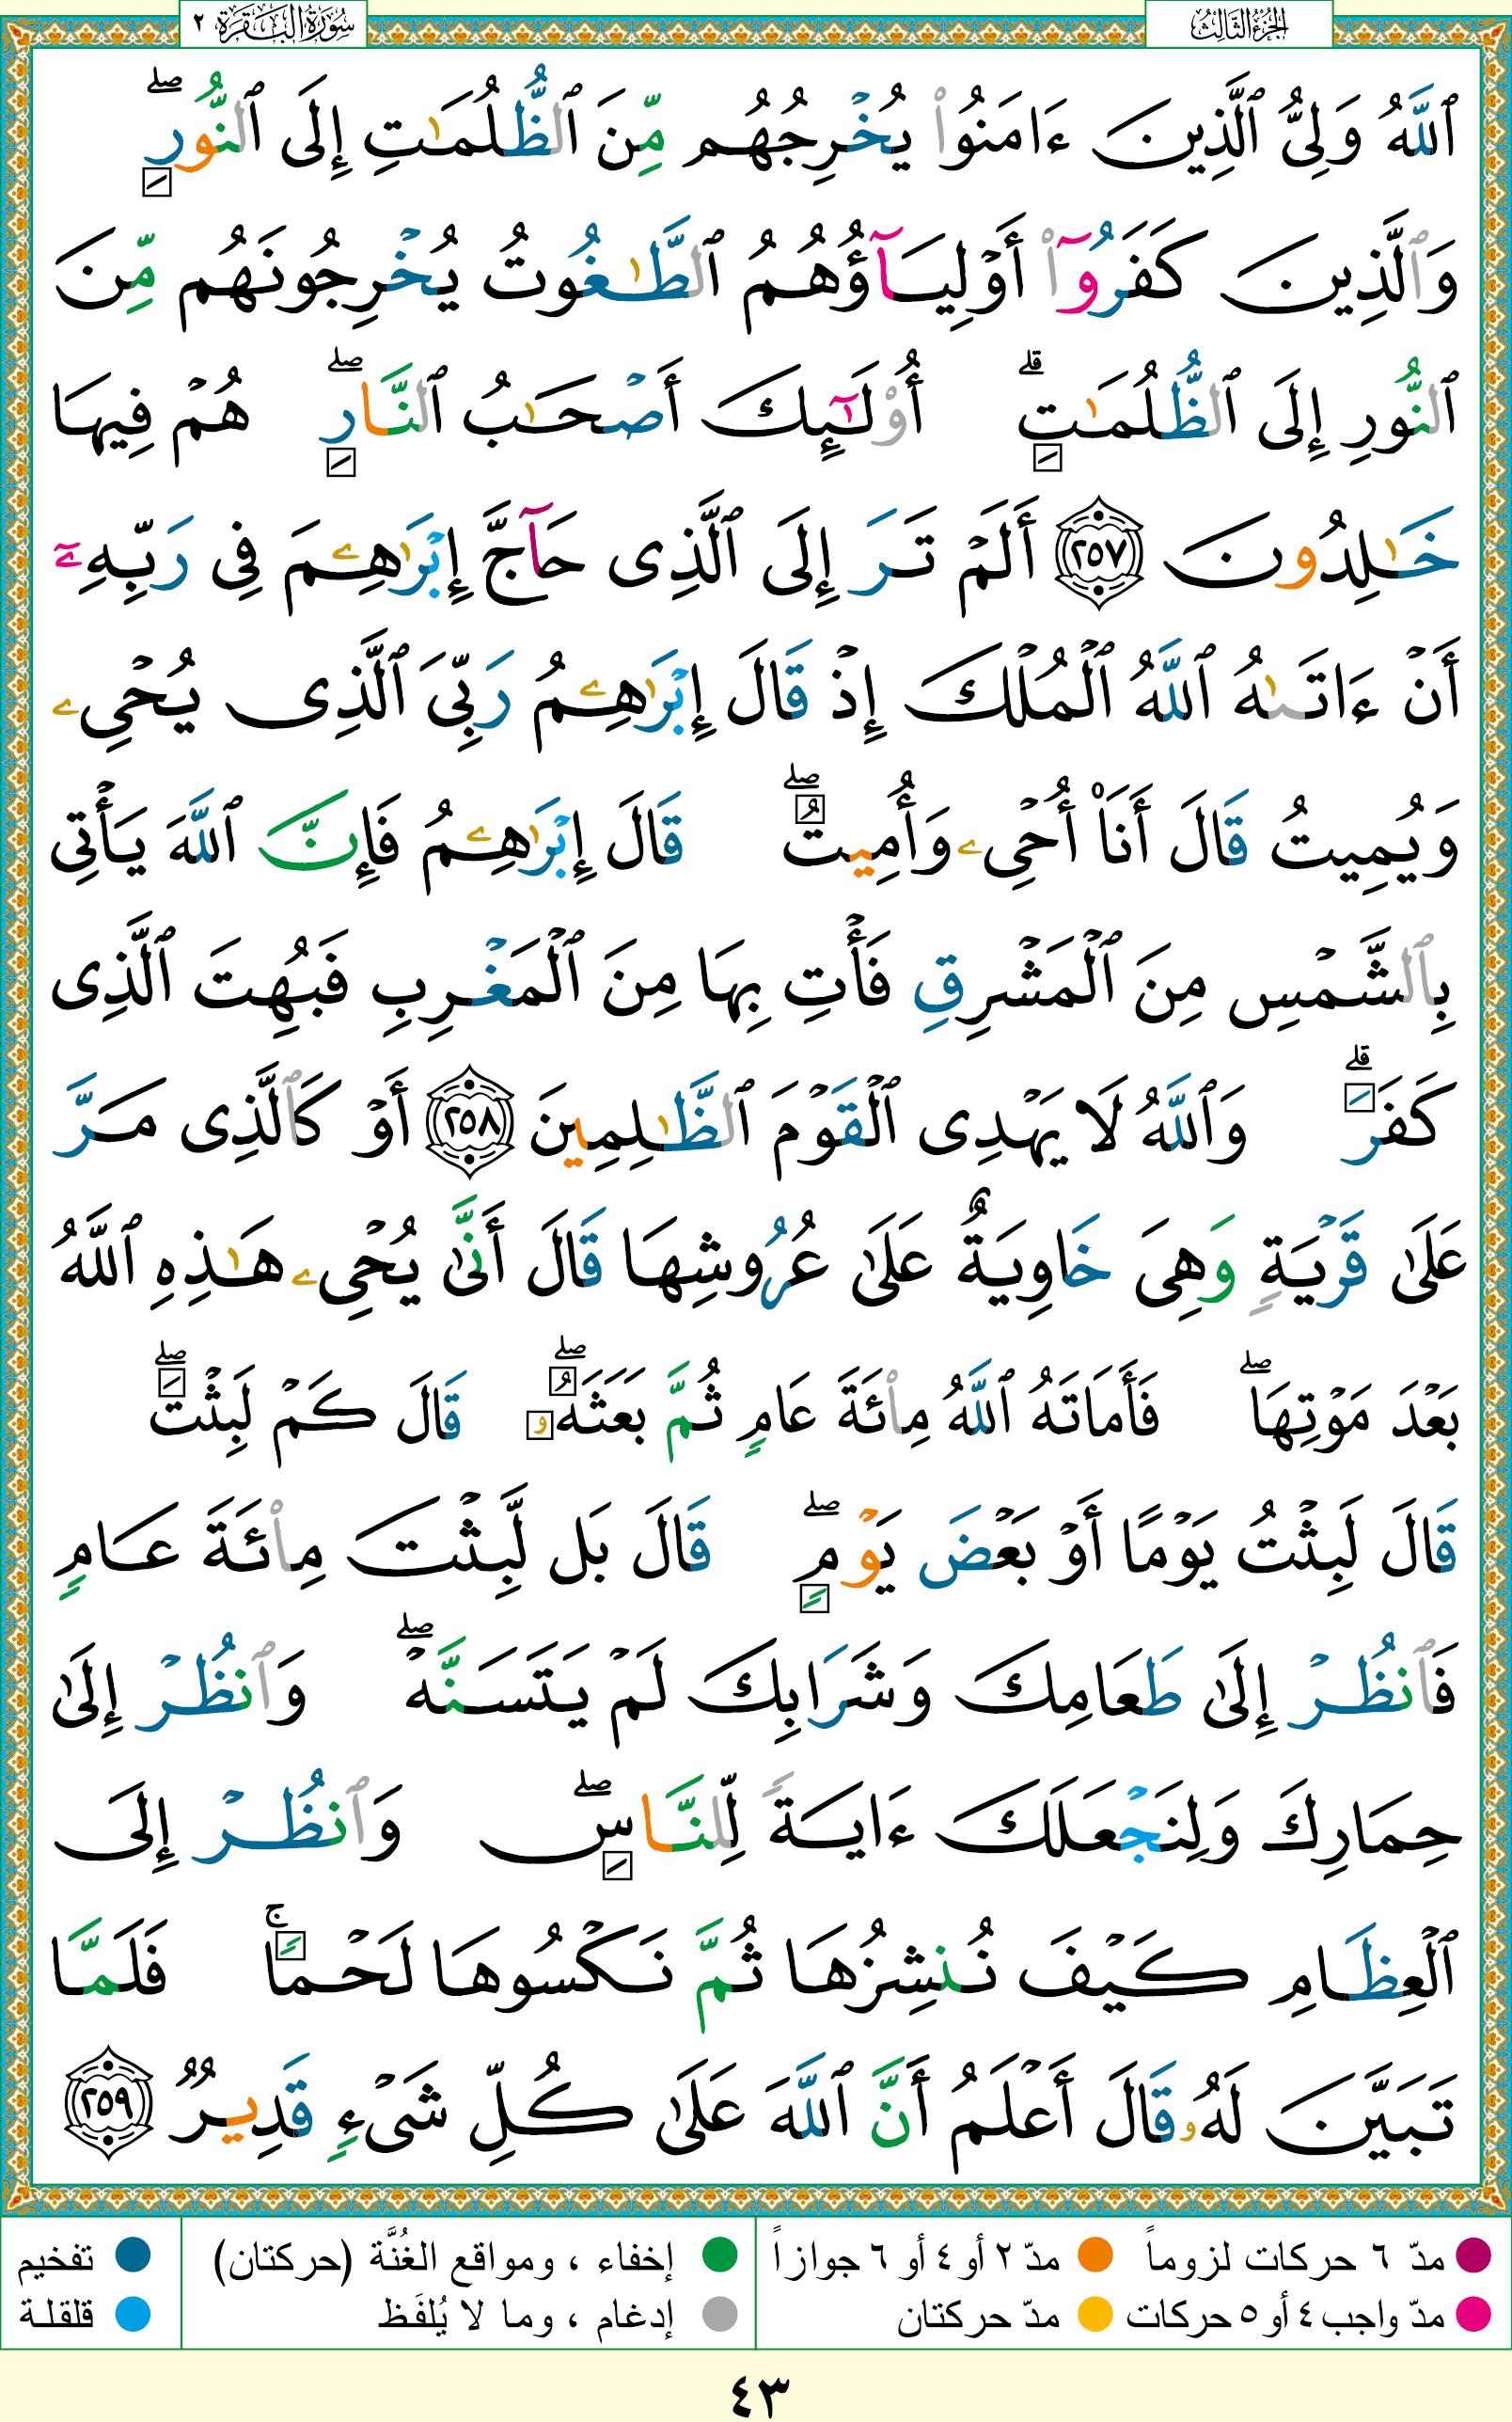 الجزء الثالث
سورة البقرة ٢
ٱللَّهُ وَلِىُّ ٱلَّذِينَ ءَامَنُوا۟ يُخْرِجُهُم مِّنَ ٱلظُّلُمَـٰتِ إِلَى ٱلنُّورِ ۖ
وَٱلَّذِينَ كَفَرُوٓا۟ أَوْلِيَآؤُهُمُ ٱلطَّـٰغُوتُ يُخْرِجُونَهُم مِّنَ
ٱلنُّورِ إِلَى ٱلظُّلُمَـٰتِ ۗ أُو۟لَـٰٓئِكَ أَصْحَـٰبُ ٱلنَّارِ ۖ هُمْ فِيهَا
خَـٰلِدُونَ ٢٥٧ أَلَمْ تَرَ إِلَى ٱلَّذِى حَآجَّ إِبْرَٰهِـۧمَ فِى رَبِّهِۦٓ
أَنْ ءَاتَىٰهُ ٱللَّهُ ٱلْمُلْكَ إِذْ قَالَ إِبْرَٰهِـۧمُ رَبِّىَ ٱلَّذِى يُحْىِۦ
وَيُمِيتُ قَالَ أَنَا۠ أُحْىِۦ وَأُمِيتُ ۖ قَالَ إِبْرَٰهِـۧمُ فَإِنَّ ٱللَّهَ يَأْتِى
بِٱلشَّمْسِ مِنَ ٱلْمَشْرِقِ فَأْتِ بِهَا مِنَ ٱلْمَغْرِبِ فَبُهِتَ ٱلَّذِى
كَفَرَ ۗ وَٱللَّهُ لَا يَهْدِى ٱلْقَوْمَ ٱلظَّـٰلِمِينَ ٢٥٨ أَوْ كَٱلَّذِى مَرَّ
عَلَىٰ قَرْيَةٍ وَهِىَ خَاوِيَةٌ عَلَىٰ عُرُوشِهَا قَالَ أَنَّىٰ يُحْىِۦ هَـٰذِهِ ٱللَّهُ
بَعْدَ مَوْتِهَا ۖ فَأَمَاتَهُ ٱللَّهُ مِا۟ئَةَ عَامٍ ثُمَّ بَعَثَهُۥ ۖ قَالَ كَمْ لَبِثْتَ ۖ
قَالَ لَبِثْتُ يَوْمًا أَوْ بَعْضَ يَوْمٍ ۖ قَالَ بَل لَّبِثْتَ مِا۟ئَةَ عَامٍ
فَٱنظُرْ إِلَىٰ طَعَامِكَ وَشَرَابِكَ لَمْ يَتَسَنَّهْ ۖ وَٱنظُرْ إِلَىٰ
حِمَارِكَ وَلِنَجْعَلَكَ ءَايَةً لِّلنَّاسِ ۖ وَٱنظُرْ إِلَى
ٱلْعِظَامِ كَيْفَ نُنشِزُهَا ثُمَّ نَكْسُوهَا لَحْمًا ۚ فَلَمَّا
تَبَيَّنَ لَهُۥ قَالَ أَعْلَمُ أَنَّ ٱللَّهَ عَلَىٰ كُلِّ شَىْءٍ قَدِيرٌ ٢٥٩
مدّ ٦ حركات لزوماً مدّ ٢ أو ٤ أو ٦ جوازاً إخفاء ، ومواقع الغُنَّة (حركتان) تفخيم
مدّ واجب ٤ أو ٥ حركات مدّ حركتان إدغام ، وما لا يُلفَظ قلقلة
٤٣